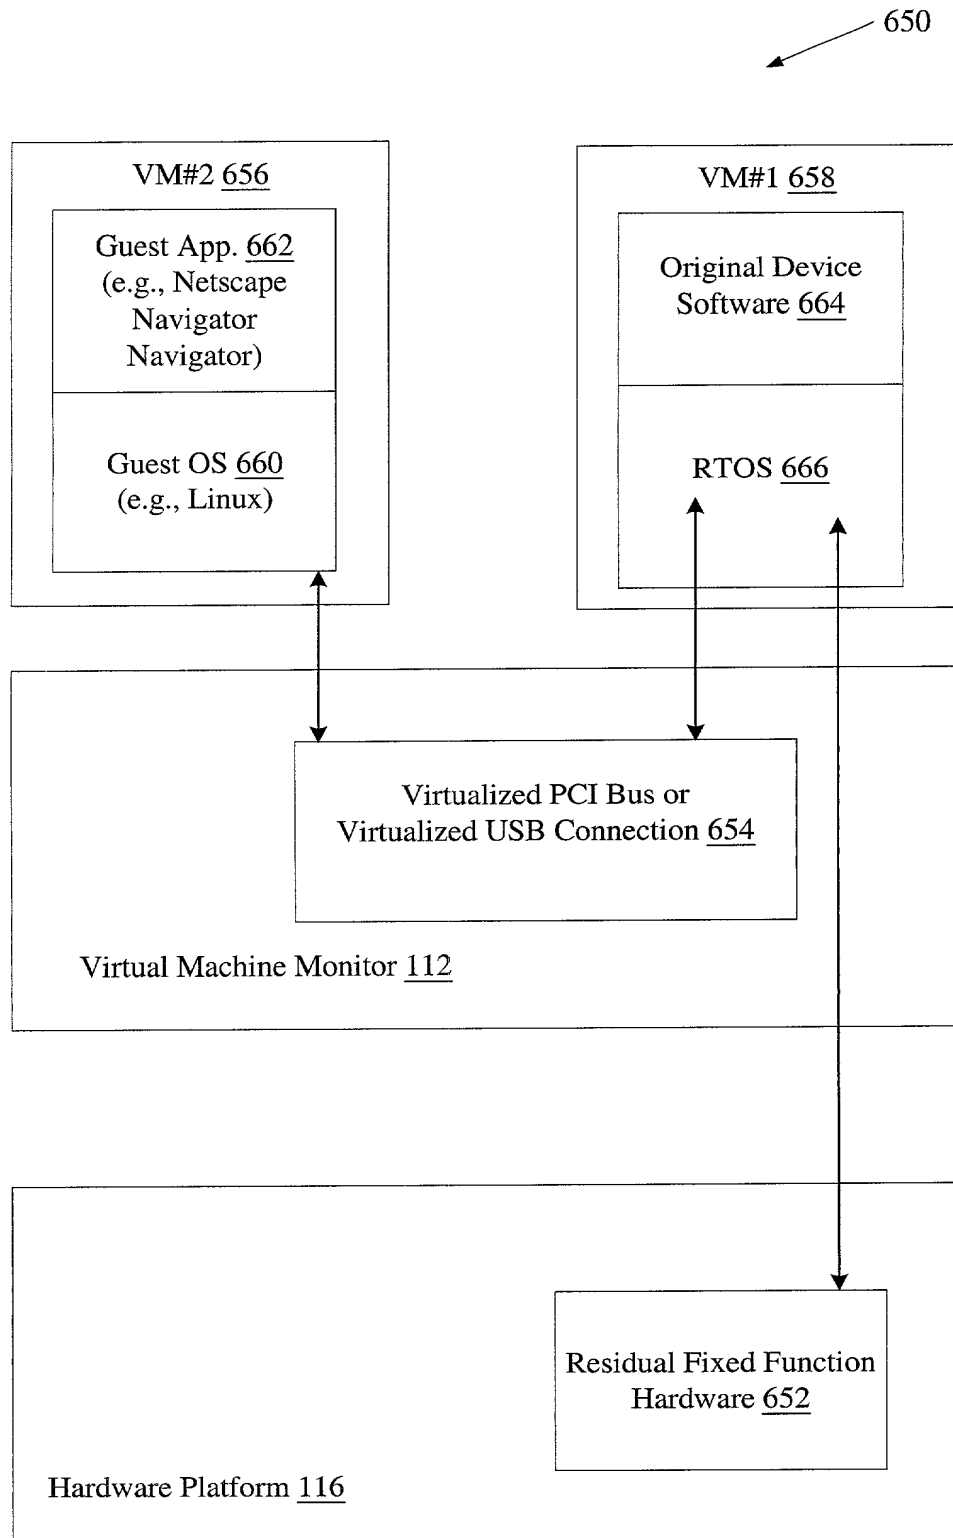 650
VM#2 656
Guest App. 662
(e.g., Netscape
Navigator
Navigator)
Guest OS 660
(e.g., Linux)
VM#1 658
Original Device
Software 664
RTOS 666
Virtualized PCI Bus or
Virtualized USB Connection 654
Virtual Machine Monitor 112
Residual Fixed Function
Hardware 652
Hardware Platform 116